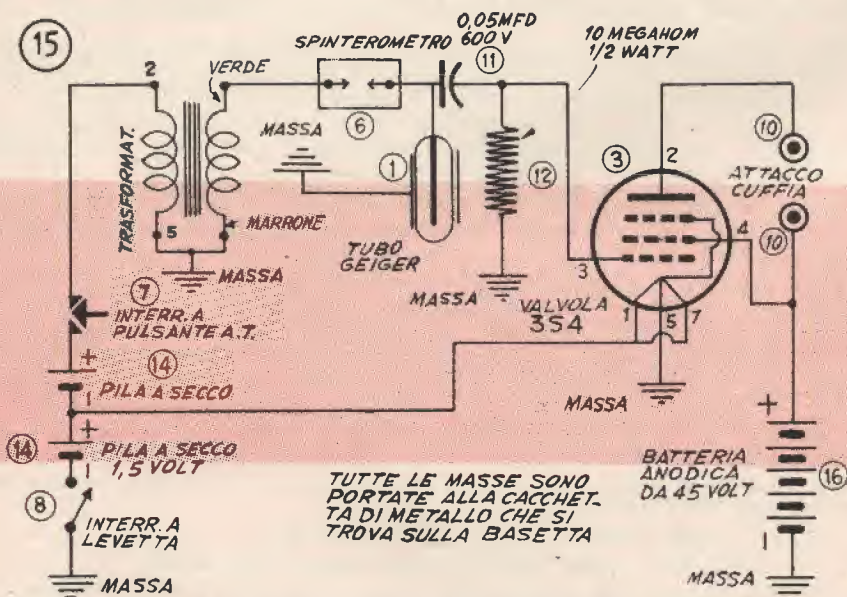 15
SPINTEROMETRO
0,05MFD
600 V
11
10 MEGAHOM
1/2 WATT
2
VERDE
6
MASSA
1
12
3
2
10
ATTACCO
CUFFIA
10
TRASFORMAT.
5
MARRONE
MASSA
TUBO
GEIGER
MASSA
3
4
VALVOLA
3S4
1
5
7
7
INTERR. A
PULSANTE A.T.
+
14
PILA A SECCO
MASSA
+
14
PILA A SECCO
1,5 VOLT
8
INTERR. A
LEVETTA
MASSA
TUTTE LE MASSE SONO
PORTATE ALLA CACCHET-
TA DI METALLO CHE SI
TROVA SULLA BASETTA
+
BATTERIA
ANODICA
DA 45 VOLT
16
MASSA